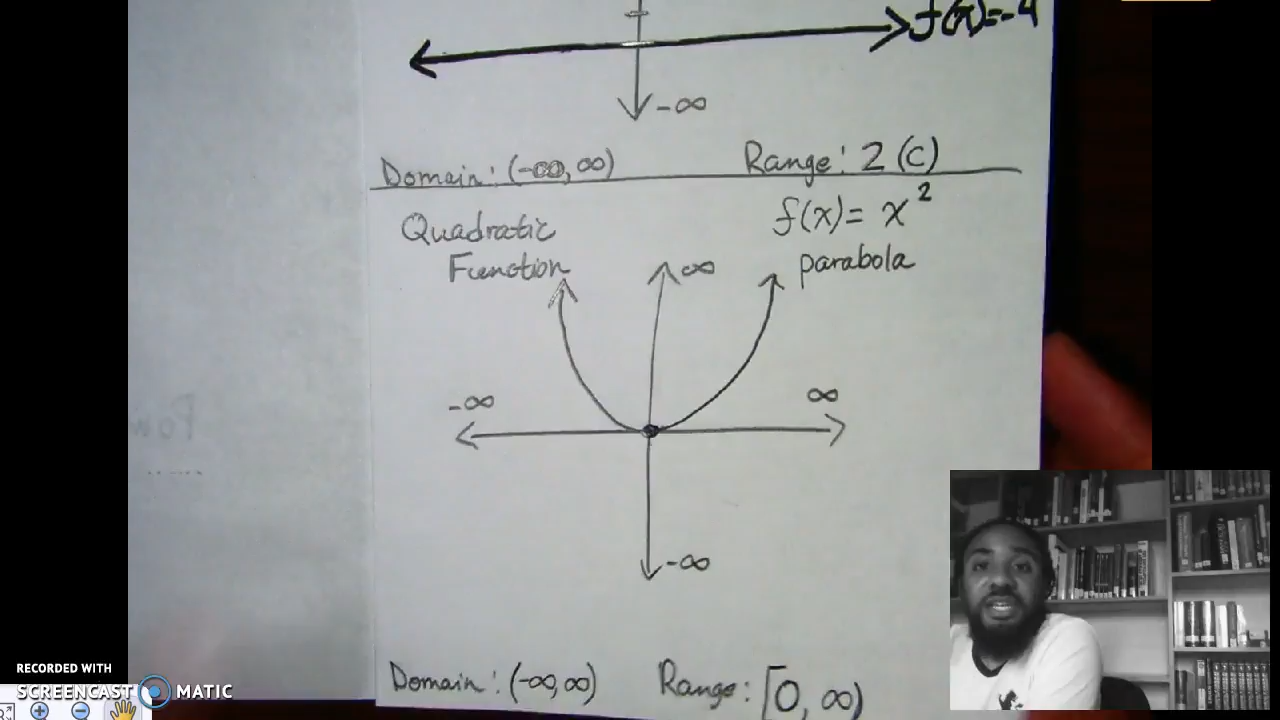 f(x)=-4
-∞
Domain: (-∞,∞) Range: 2 (C)
Quadratic f(x)= x²
Function ∞ parabola
-∞ ∞
-∞
Domain: (-∞,∞) Range: [0, ∞)
RECORDED WITH
SCREENCAST MATIC